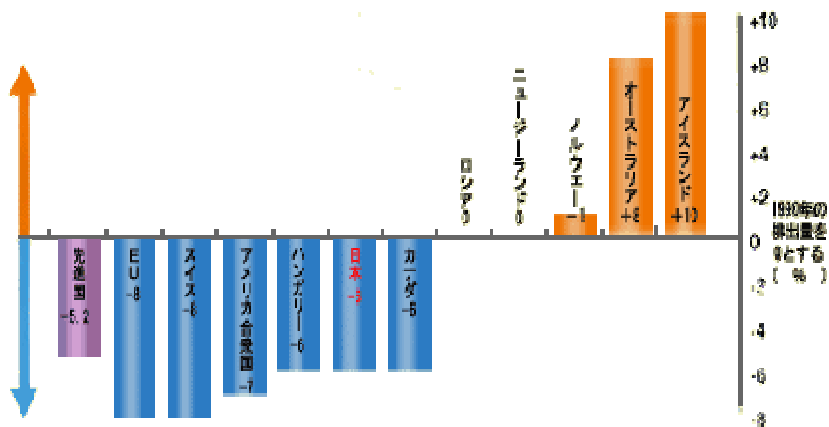 先進国
-5.2
EU
-8
スイス
-8
アメリカ合衆国
-7
ハンガリー
-6
日本
カナダ
-6
ロシア
0
ニュージーランド
0
ノルウェー
-1
オーストラリア
+8
アイスランド
+10
+10
+8
+6
+4
+2
0
-2
-4
-6
-8
1990年の
排出量を
0とする
( % )